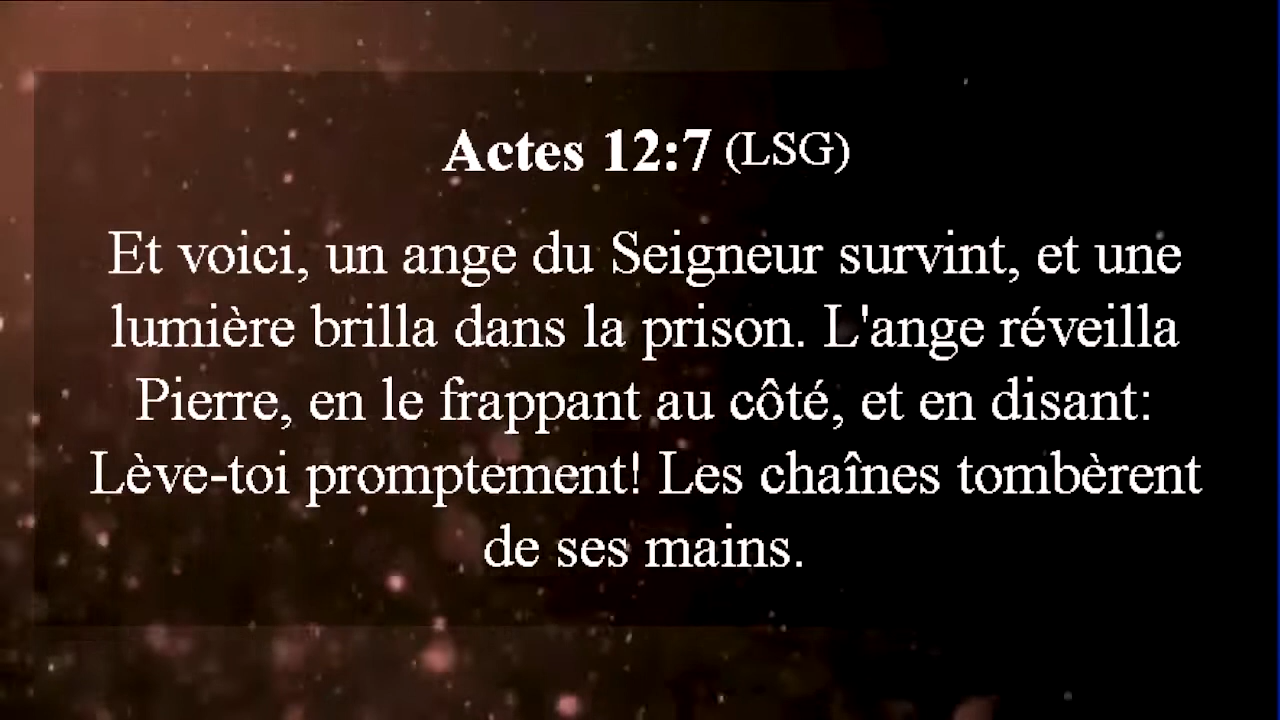 Actes 12:7 (LSG)
Et voici, un ange du Seigneur survint, et une
lumière brilla dans la prison. L'ange réveilla
Pierre, en le frappant au côté, et en disant:
Lève-toi promptement! Les chaînes tombèrent
de ses mains.